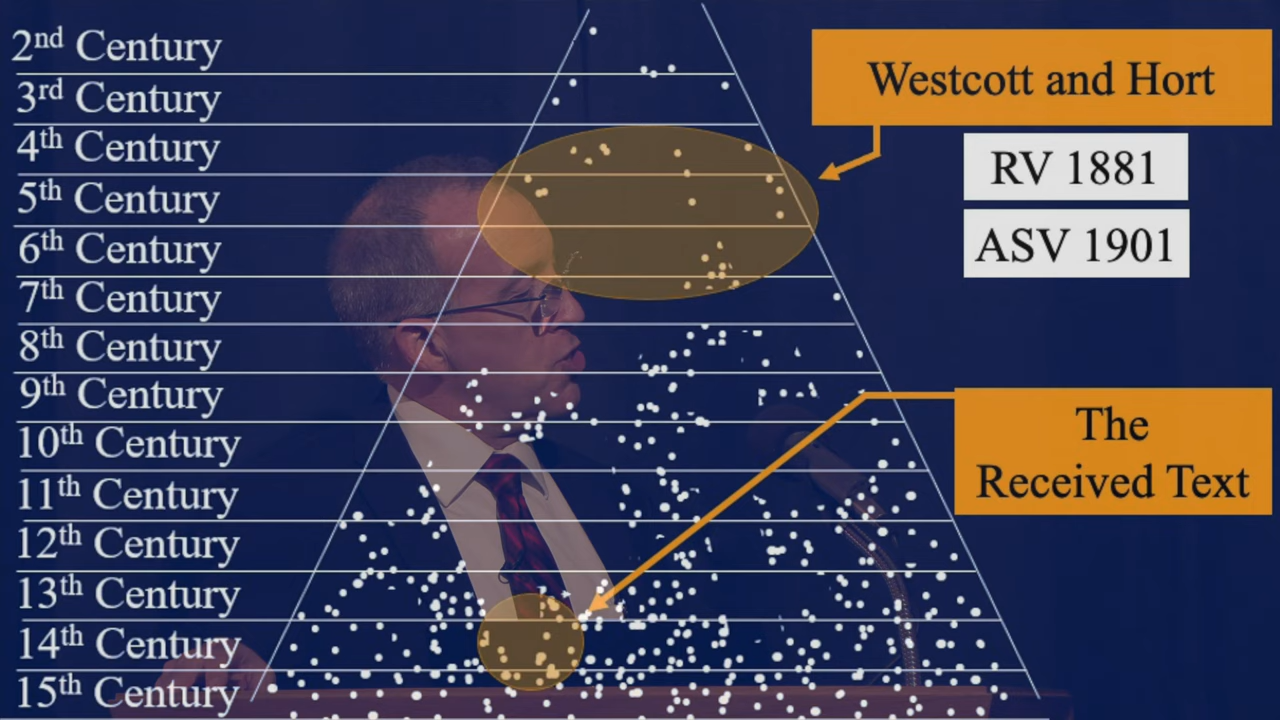 2nd Century
3rd Century
4th Century
5th Century
6th Century
7th Century
8th Century
9th Century
10th Century
11th Century
12th Century
13th Century
14th Century
15th Century
Westcott and Hort
RV 1881
ASV 1901
The
Received Text